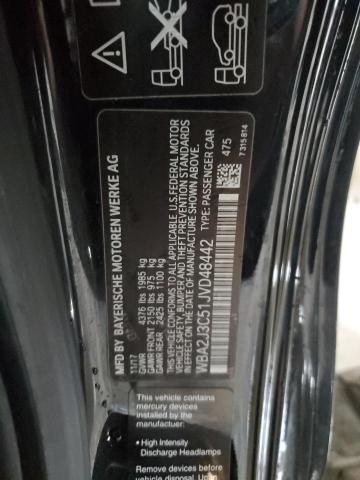 MFD BY BAYERISCHE MOTOREN WERKE AG
11/17
GVWR 4376 lbs 1985 kg
GAWR FRONT 2150 lbs 975 kg
GAWR REAR 2425 lbs 1100 kg
THIS VEHICLE CONFORMS TO ALL APPLICABLE U.S. FEDERAL MOTOR
VEHICLE SAFETY, BUMPER AND THEFT PREVENTION STANDARDS
IN EFFECT ON THE DATE OF MANUFACTURE SHOWN ABOVE.
WBA2J3C51JVD48442 TYPE: PASSENGER CAR
475
7 315 814
This vehicle contains
mercury devices
installed by the
manufacturer:
• High Intensity
Discharge Headlamps
Remove devices before
vehicle disposal.